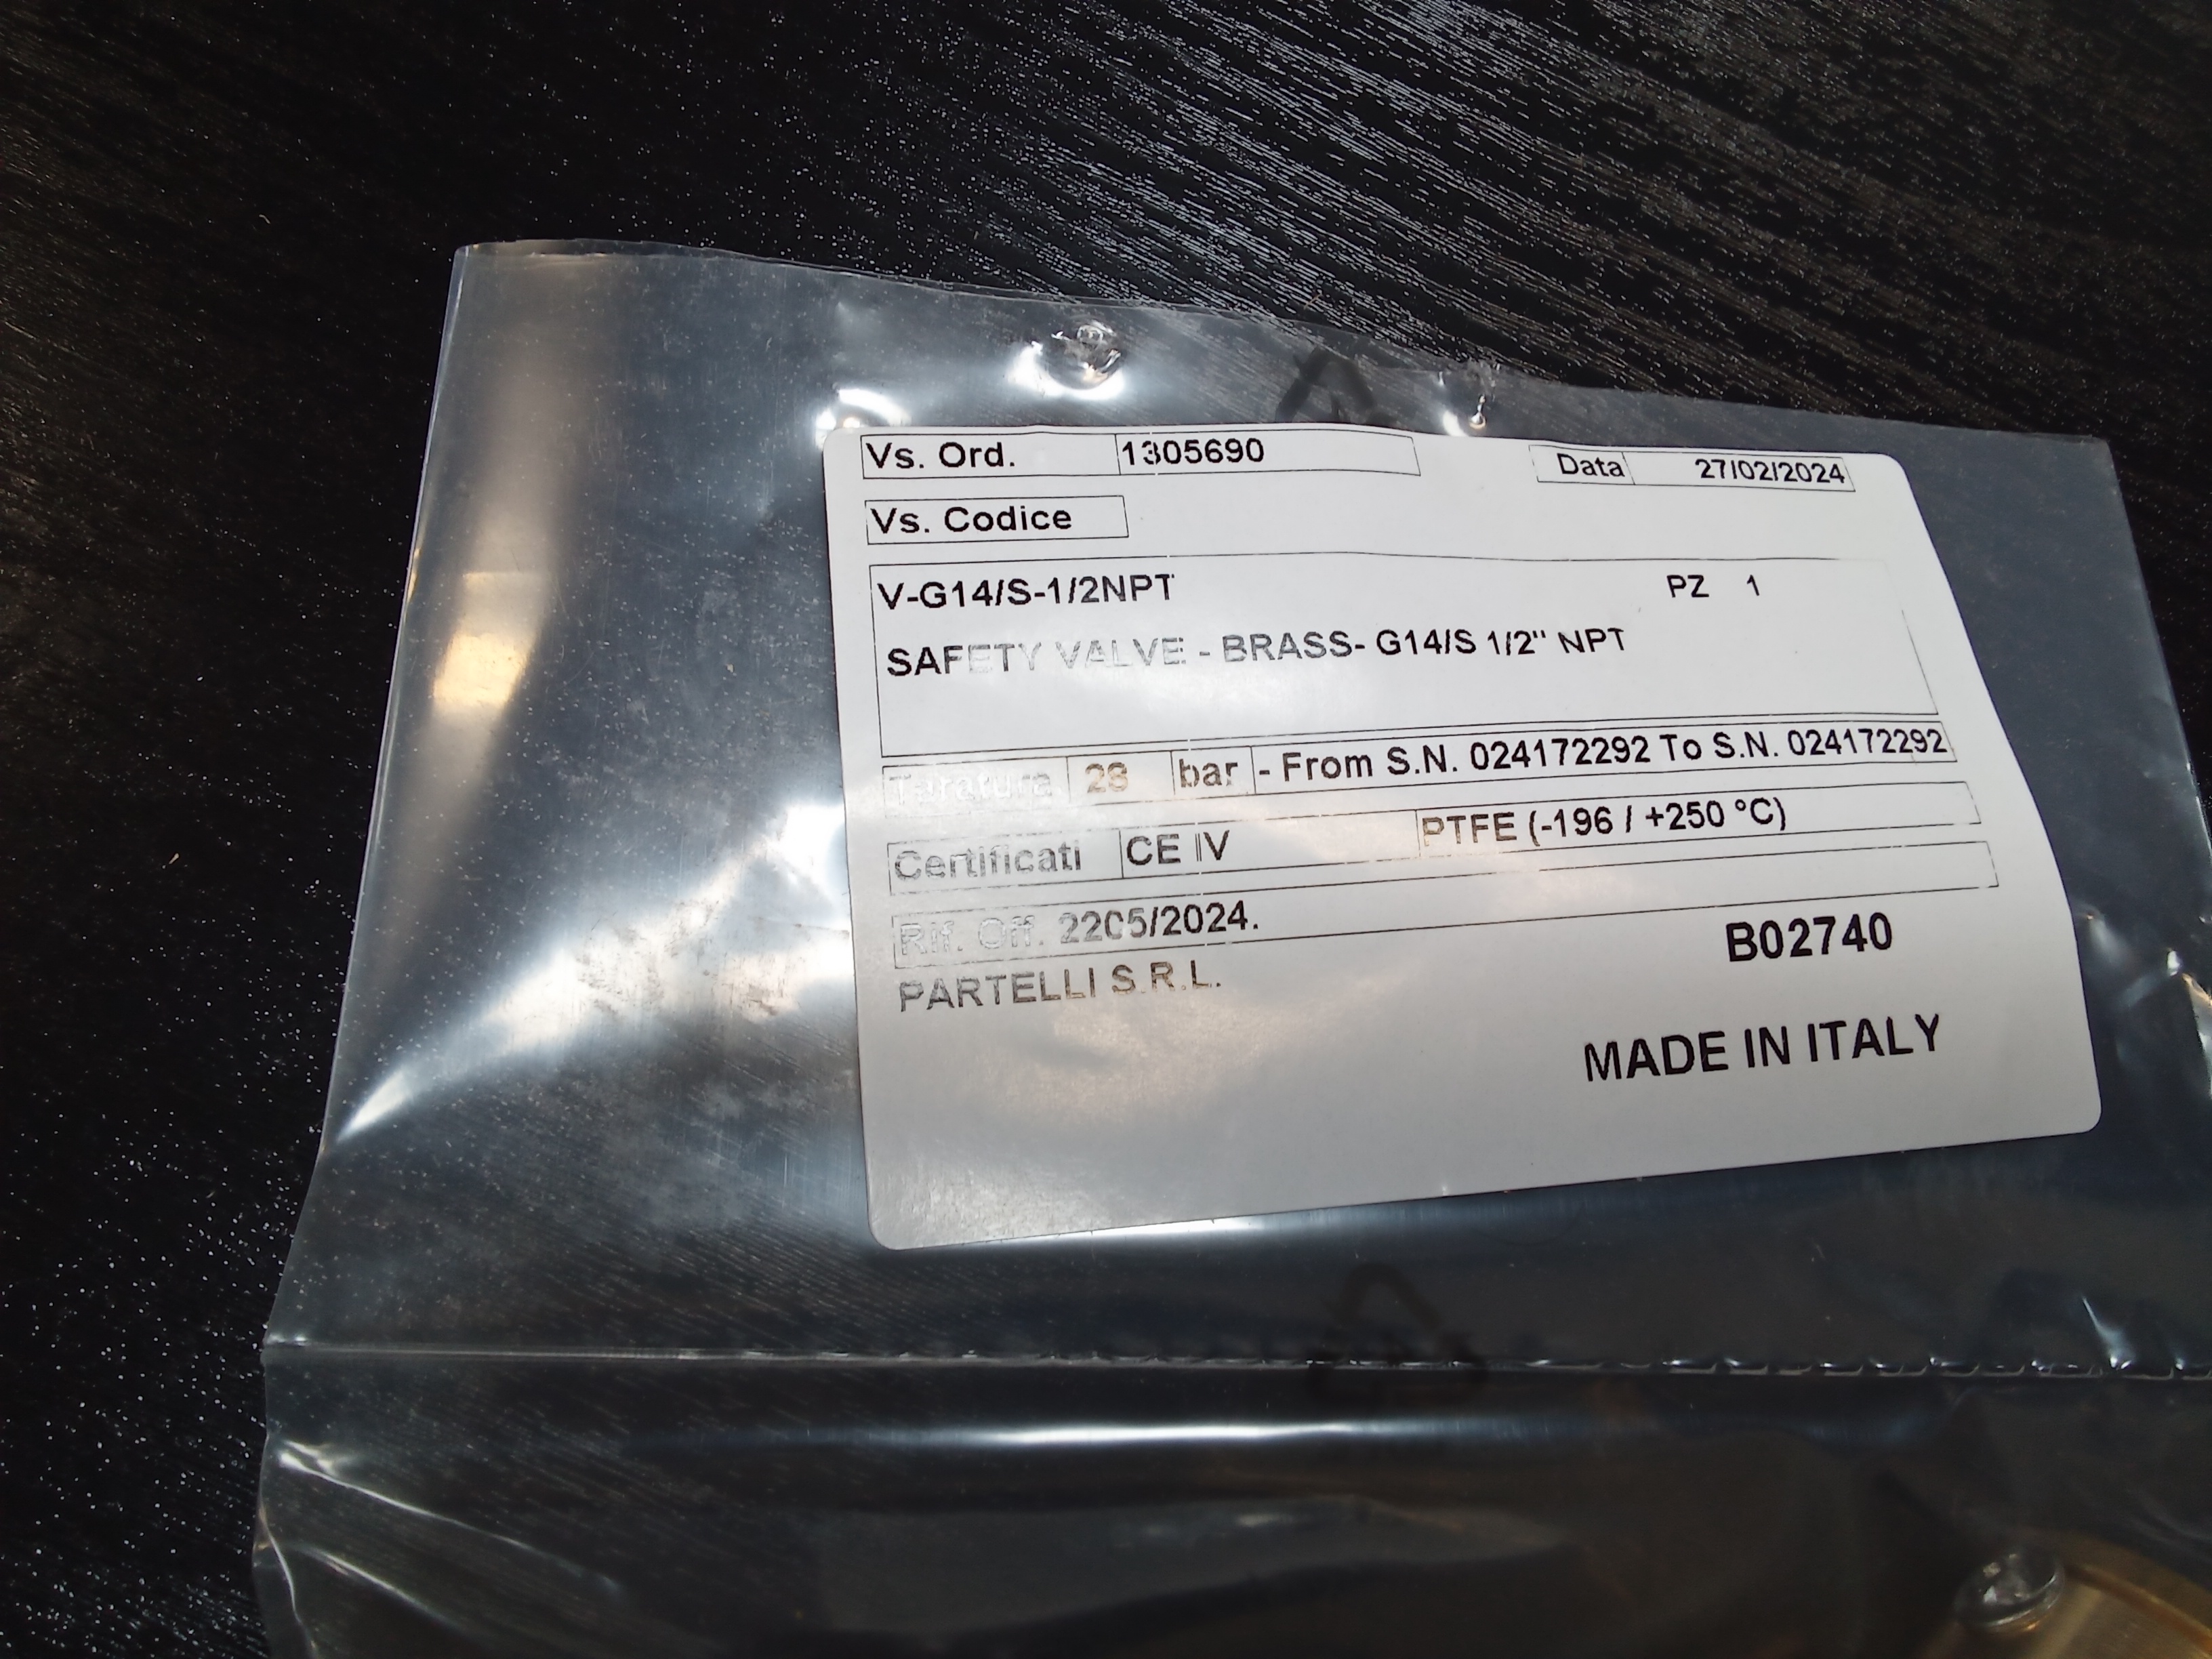 Vs. Ord. 1305690 Data 27/02/2024
Vs. Codice
V-G14/S-1/2NPT PZ 1
SAFETY VALVE - BRASS- G14/S 1/2" NPT
Taratura 28 bar - From S.N. 024172292 To S.N. 024172292
Certificati CE IV PTFE (-196 / +250 °C)
Rif. Off. 2205/2024.
PARTELLI S.R.L.
B02740
MADE IN ITALY